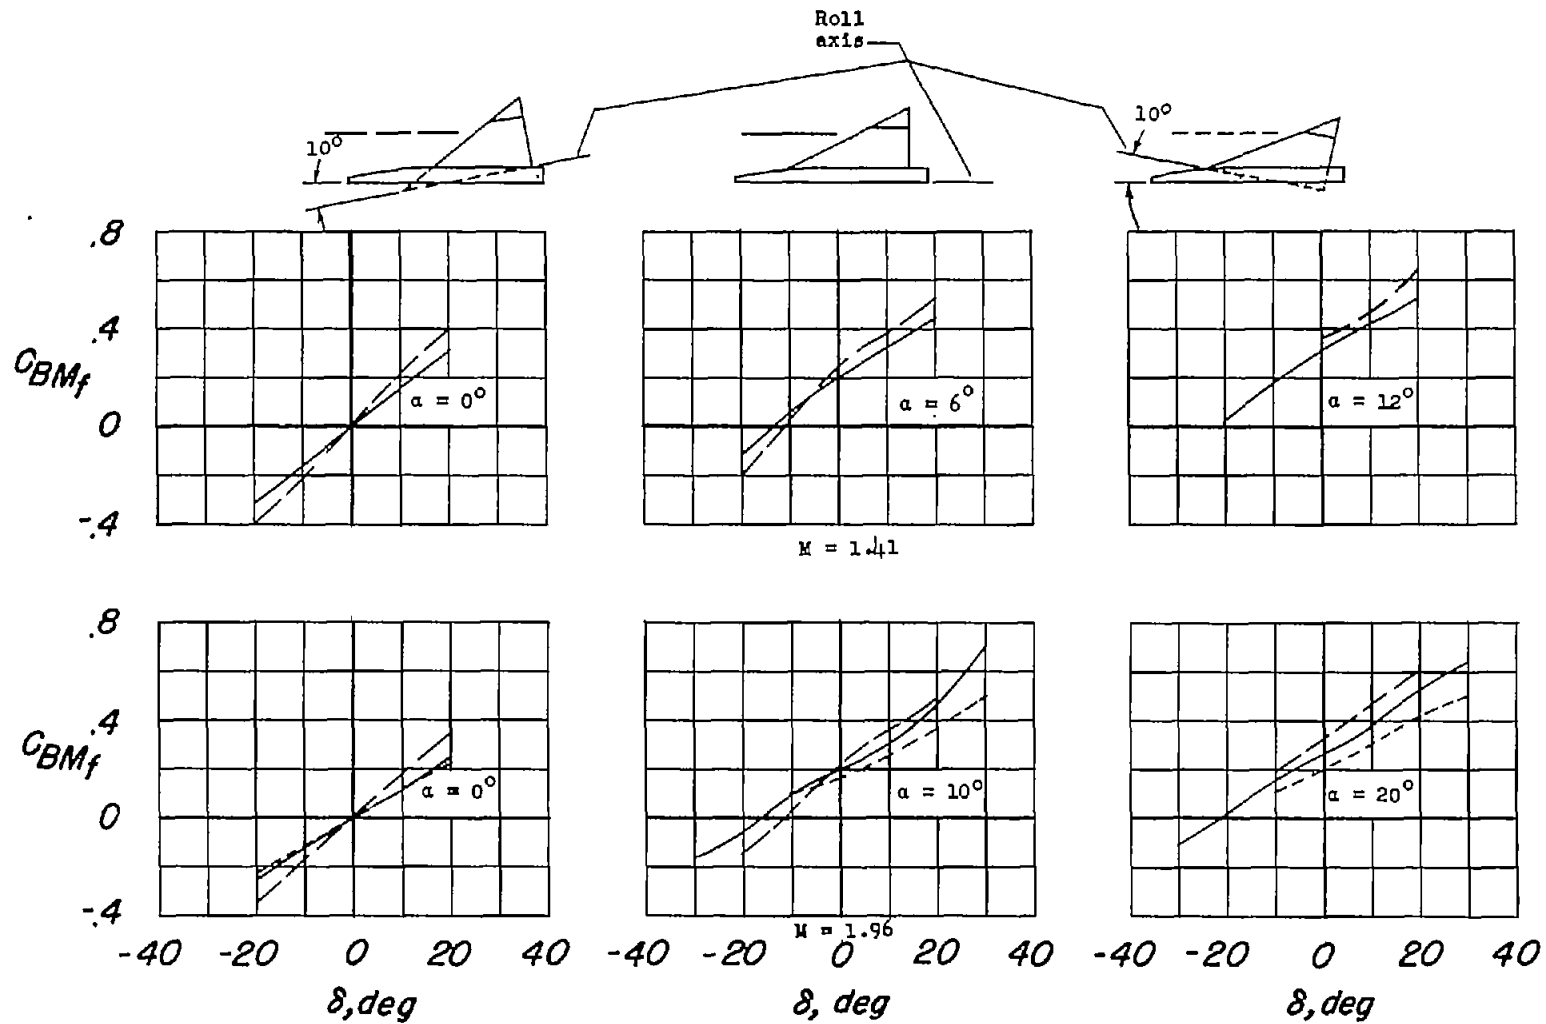 Roll
axis
10°
10°
.8
.4
C_BMf
0
-.4
α = 0°
α = 6°
α = 12°
M = 1.41
.8
.4
C_BMf
0
-.4
α = 0°
α = 10°
α = 20°
M = 1.96
-40 -20 0 20 40 -40 -20 0 20 40 -40 -20 0 20 40
δ, deg δ, deg δ, deg